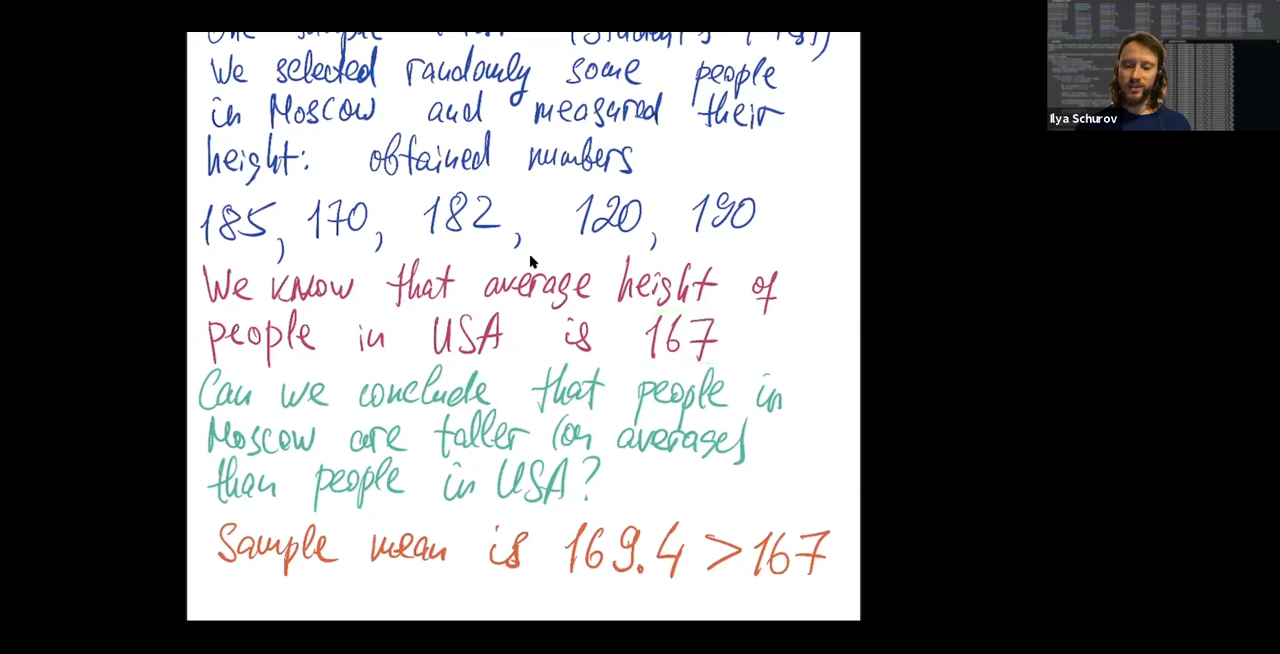 We selected randomly some people
in Moscow and measured their
height: obtained numbers
185, 170, 182, 120, 190
We know that average height of
people in USA is 167
Can we conclude that people in
Moscow are taller (on average)
than people in USA?
Sample mean is 169.4 > 167
Ilya Schurov